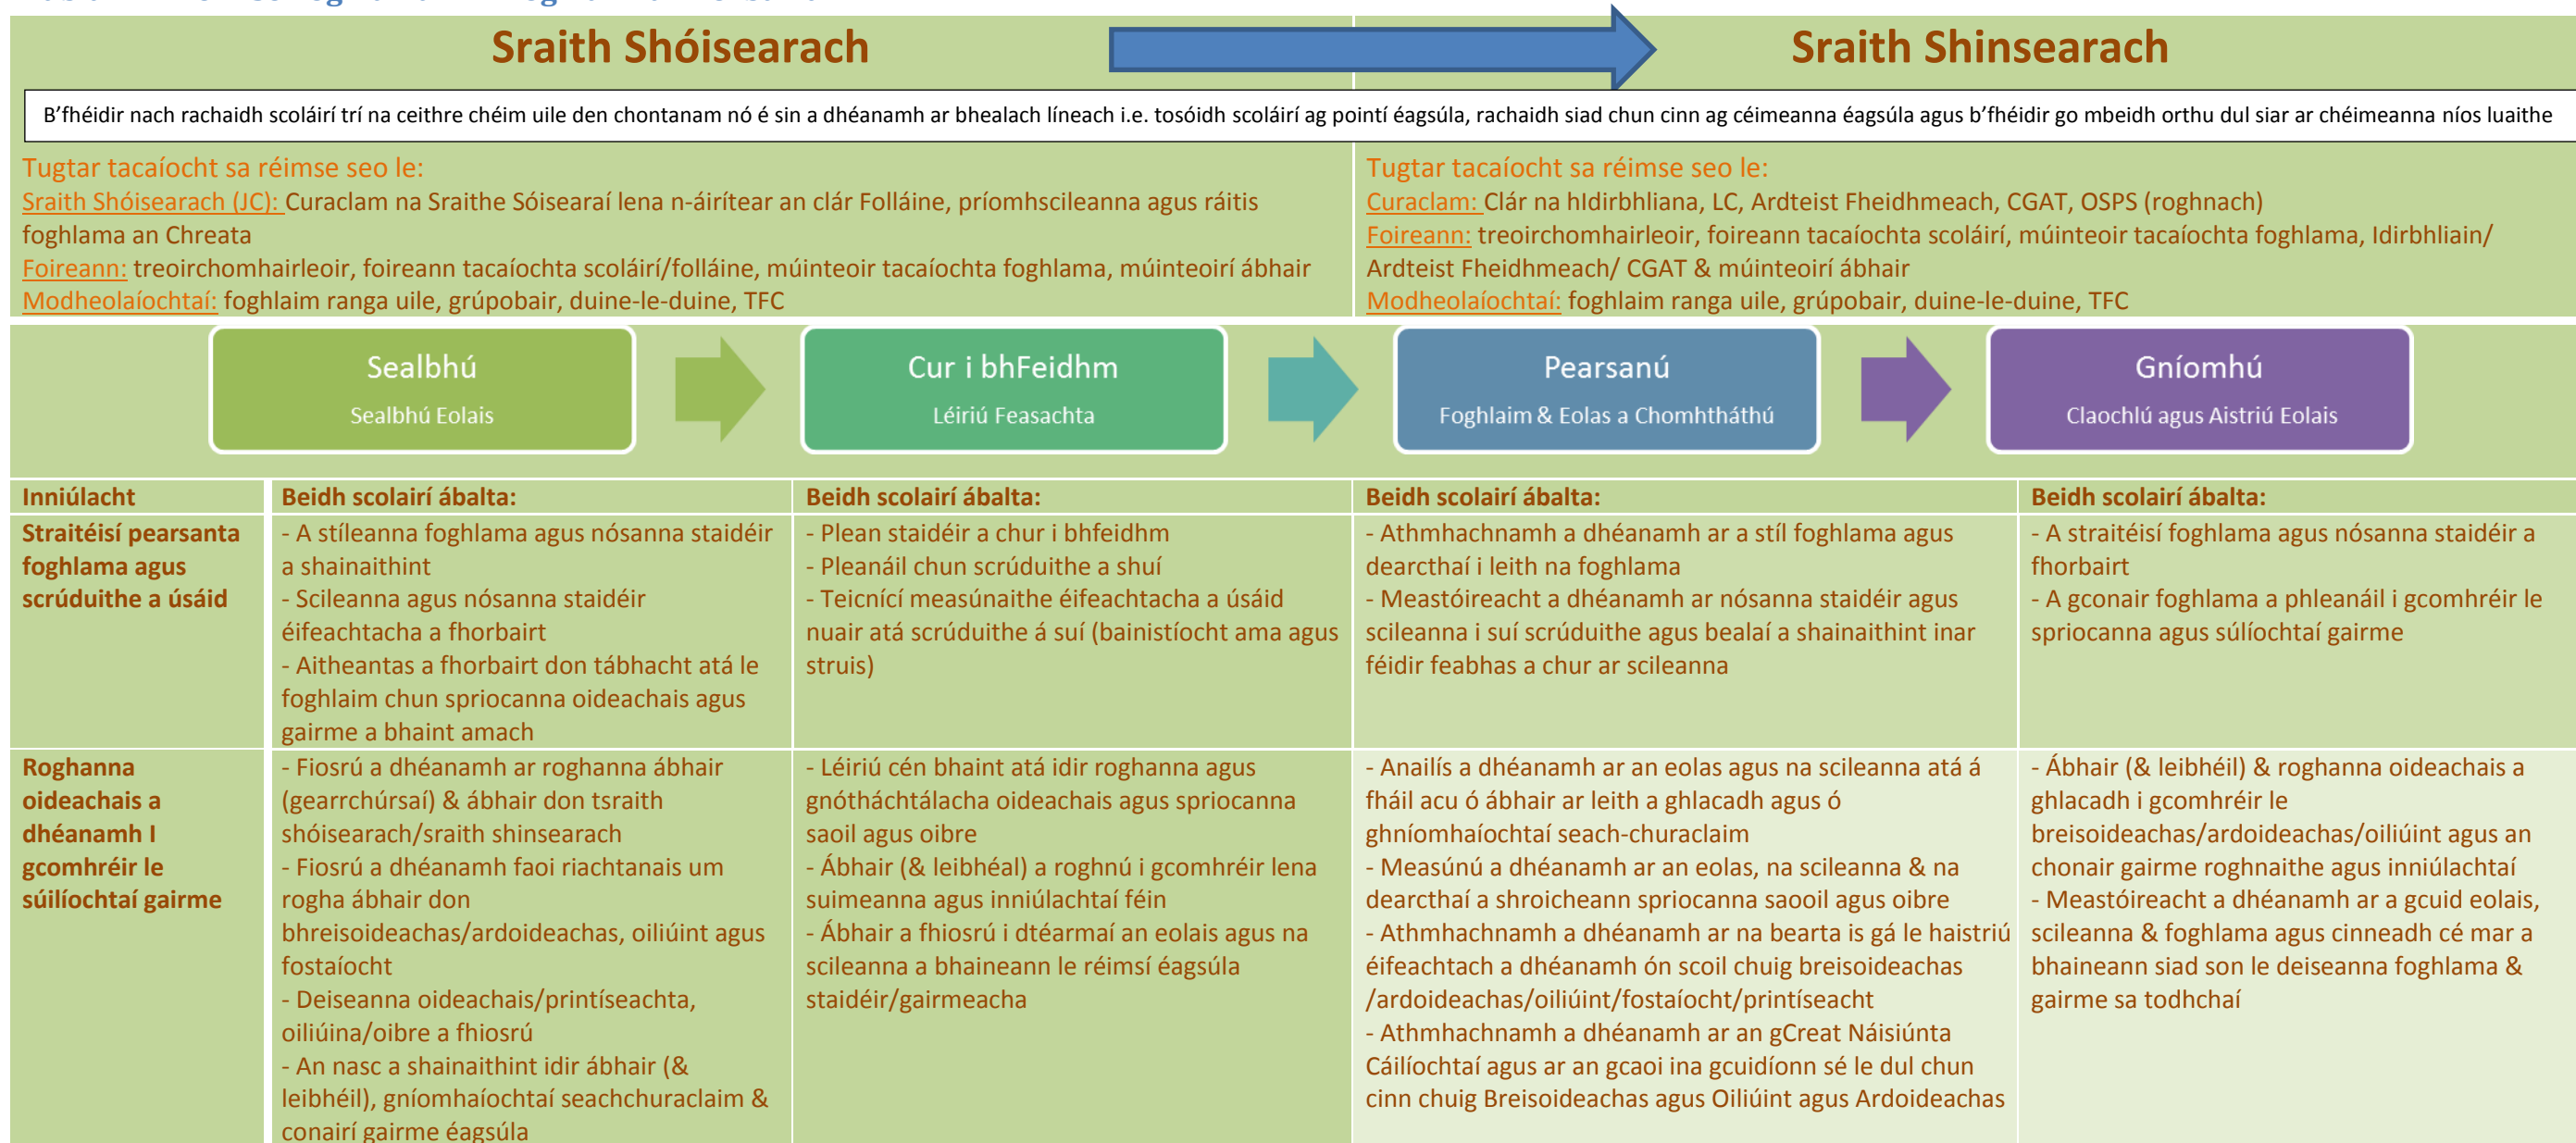 Sraith Shóisearach
Sraith Shinsearach
B’fhéidir nach rachaidh scoláirí trí na ceithre chéim uile den chontanam nó é sin a dhéanamh ar bhealach líneach i.e. tosóidh scoláirí ag pointí éagsúla, rachaidh siad chun cinn ag céimeanna éagsúla agus b’fhéidir go mbeidh orthu dul siar ar chéimeanna níos luaithe
Tugtar tacaíocht sa réimse seo le:
Sraith Shóisearach (JC): Curaclam na Sraithe Sóisearaí lena n-áirítear an clár Folláine, príomhscileanna agus ráitis
foghlama an Chreata
Foireann: treoirchomhairleoir, foireann tacaíochta scoláirí/folláine, múinteoir tacaíochta foghlama, múinteoirí ábhair
Modheolaíochtaí: foghlaim ranga uile, grúpobair, duine-le-duine, TFC
Tugtar tacaíocht sa réimse seo le:
Curaclam: Clár na hIdirbhliana, LC, Ardteist Fheidhmeach, CGAT, OSPS (roghnach)
Foireann: treoirchomhairleoir, foireann tacaíochta scoláirí, múinteoir tacaíochta foghlama, Idirbhliain/
Ardteist Fheidhmeach/ CGAT & múinteoirí ábhair
Modheolaíochtaí: foghlaim ranga uile, grúpobair, duine-le-duine, TFC
Sealbhú
Sealbhú Eolais
Cur i bhFeidhm
Léiriú Feasachta
Pearsanú
Foghlaim & Eolas a Chomhtháthú
Gníomhú
Claochlú agus Aistriú Eolais
Inniúlacht
Beidh scolairí ábalta:
Beidh scolairí ábalta:
Beidh scolairí ábalta:
Beidh scolairí ábalta:
Straitéisí pearsanta
foghlama agus
scrúduithe a úsáid
- A stíleanna foghlama agus nósanna staidéir
a shainaithint
- Scileanna agus nósanna staidéir
éifeachtacha a fhorbairt
- Aitheantas a fhorbairt don tábhacht atá le
foghlaim chun spriocanna oideachais agus
gairme a bhaint amach
- Plean staidéir a chur i bhfeidhm
- Pleanáil chun scrúduithe a shuí
- Teicnící measúnaithe éifeachtacha a úsáid
nuair atá scrúduithe á suí (bainistíocht ama agus
struis)
- Athmhachnamh a dhéanamh ar a stíl foghlama agus
dearcthaí i leith na foghlama
- Meastóireacht a dhéanamh ar nósanna staidéir agus
scileanna i suí scrúduithe agus bealaí a shainaithint inar
féidir feabhas a chur ar scileanna
- A straitéisí foghlama agus nósanna staidéir a
fhorbairt
- A gconair foghlama a phleanáil i gcomhréir le
spriocanna agus súlíochtaí gairme
Roghanna
oideachais a
dhéanamh I
gcomhréir le
súilíochtaí gairme
- Fiosrú a dhéanamh ar roghanna ábhair
(gearrchúrsaí) & ábhair don tsraith
shóisearach/sraith shinsearach
- Fiosrú a dhéanamh faoi riachtanais um
rogha ábhair don
bhreisoideachas/ardoideachas, oiliúint agus
fostaíocht
- Deiseanna oideachais/printíseachta,
oiliúina/oibre a fhiosrú
- An nasc a shainaithint idir ábhair (&
leibhéil), gníomhaíochtaí seachchuraclaim &
conairí gairme éagsúla
- Léiriú cén bhaint atá idir roghanna agus
gnótháchtálacha oideachais agus spriocanna
saoil agus oibre
- Ábhair (& leibhéal) a roghnú i gcomhréir lena
suimeanna agus inniúlachtaí féin
- Ábhair a fhiosrú i dtéarmaí an eolais agus na
scileanna a bhaineann le réimsí éagsúla
staidéir/gairmeacha
- Anailís a dhéanamh ar an eolas agus na scileanna atá á
fháil acu ó ábhair ar leith a ghlacadh agus ó
ghníomhaíochtaí seach-churaclaim
- Measúnú a dhéanamh ar an eolas, na scileanna & na
dearcthaí a shroicheann spriocanna saooil agus oibre
- Athmhachnamh a dhéanamh ar na bearta is gá le haistriú
éifeachtach a dhéanamh ón scoil chuig breisoideachas
/ardoideachas/oiliúint/fostaíocht/printíseacht
- Athmhachnamh a dhéanamh ar an gCreat Náisiúnta
Cáilíochtaí agus ar an gcaoi ina gcuidíonn sé le dul chun
cinn chuig Breisoideachas agus Oiliúint agus Ardoideachas
- Ábhair (& leibhéil) & roghanna oideachais a
ghlacadh i gcomhréir le
breisoideachas/ardoideachas/oiliúint agus an
chonair gairme roghnaithe agus inniúlachtaí
- Meastóireacht a dhéanamh ar a gcuid eolais,
scileanna & foghlama agus cinneadh cé mar a
bhaineann siad son le deiseanna foghlama &
gairme sa todhchaí